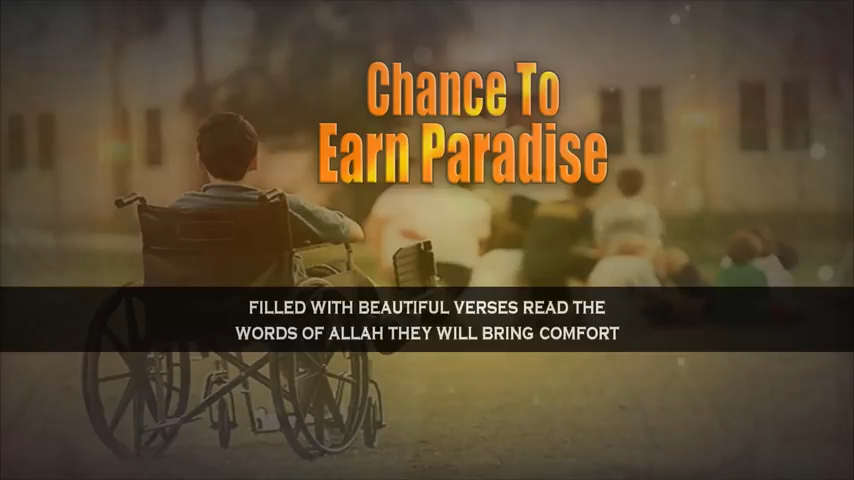 Chance To
Earn Paradise
FILLED WITH BEAUTIFUL VERSES READ THE
WORDS OF ALLAH THEY WILL BRING COMFORT